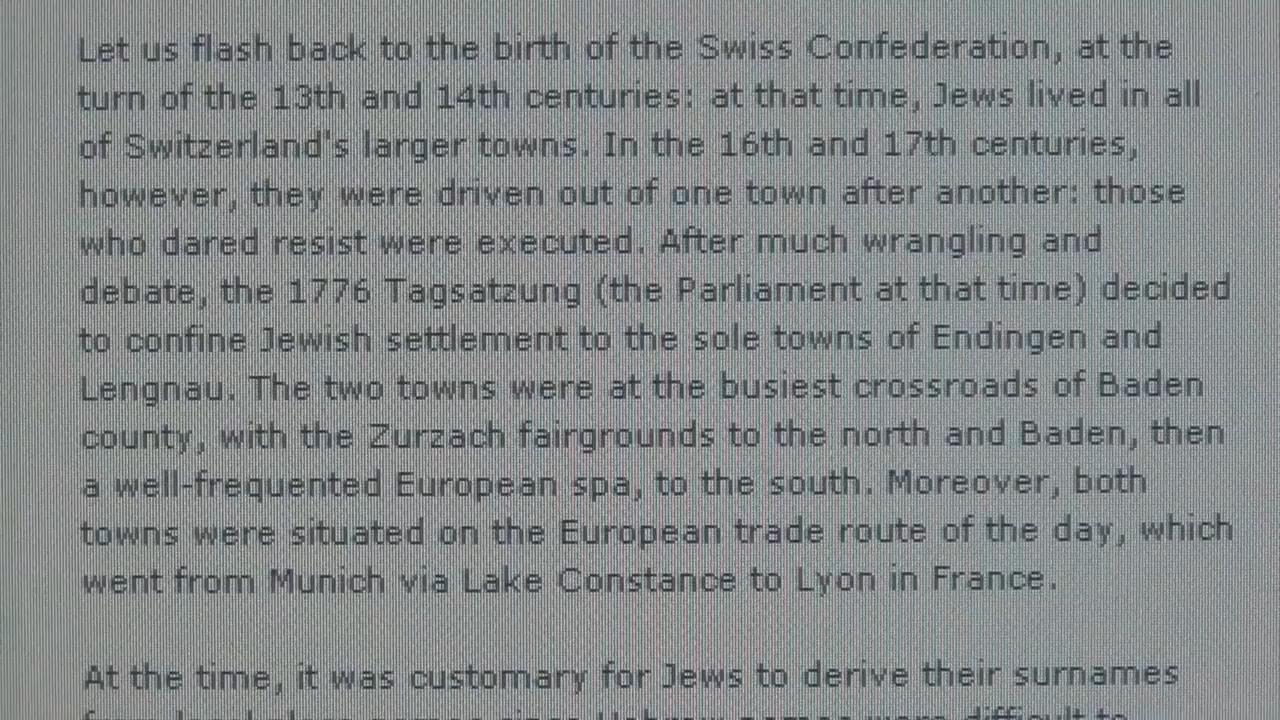 Let us flash back to the birth of the Swiss Confederation, at the
turn of the 13th and 14th centuries: at that time, Jews lived in all
of Switzerland's larger towns. In the 16th and 17th centuries,
however, they were driven out of one town after another: those
who dared resist were executed. After much wrangling and
debate, the 1776 Tagsatzung (the Parliament at that time) decided
to confine Jewish settlement to the sole towns of Endingen and
Lengnau. The two towns were at the busiest crossroads of Baden
county, with the Zurzach fairgrounds to the north and Baden, then
a well-frequented European spa, to the south. Moreover, both
towns were situated on the European trade route of the day, which
went from Munich via Lake Constance to Lyon in France.
At the time, it was customary for Jews to derive their surnames
difficult to